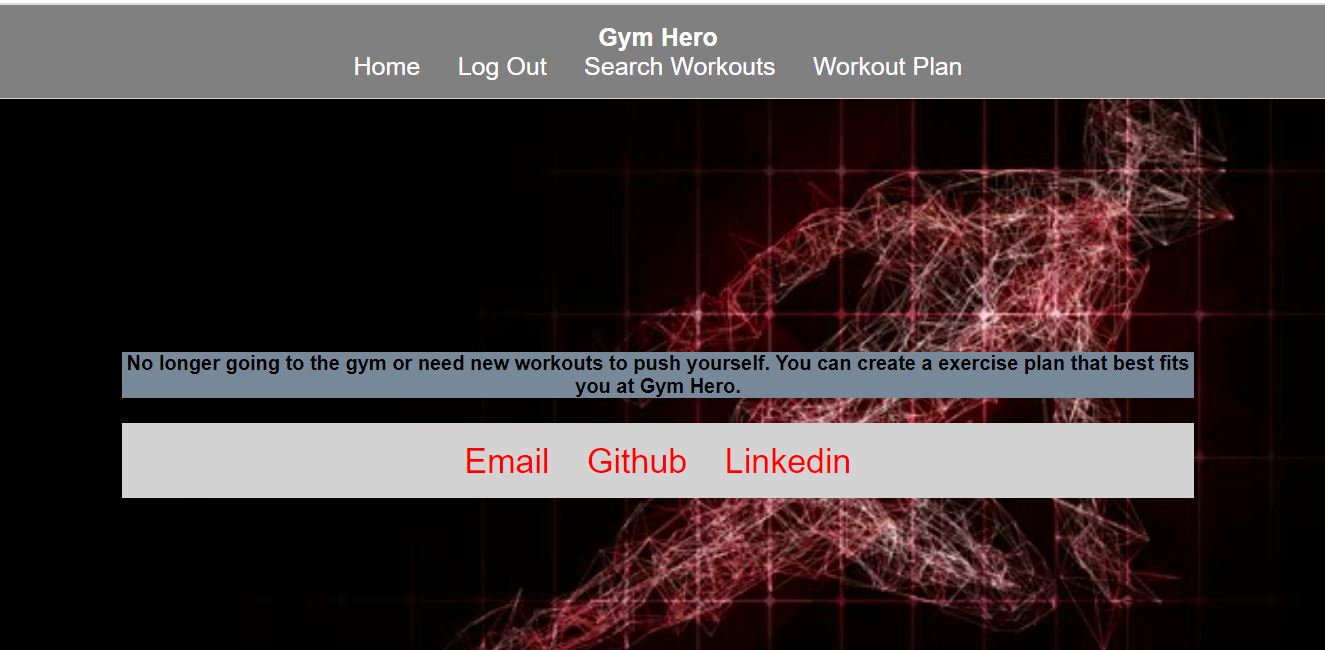 Gym Hero
Home Log Out Search Workouts Workout Plan
No longer going to the gym or need new workouts to push yourself. You can create a exercise plan that best fits
you at Gym Hero.
Email Github Linkedin